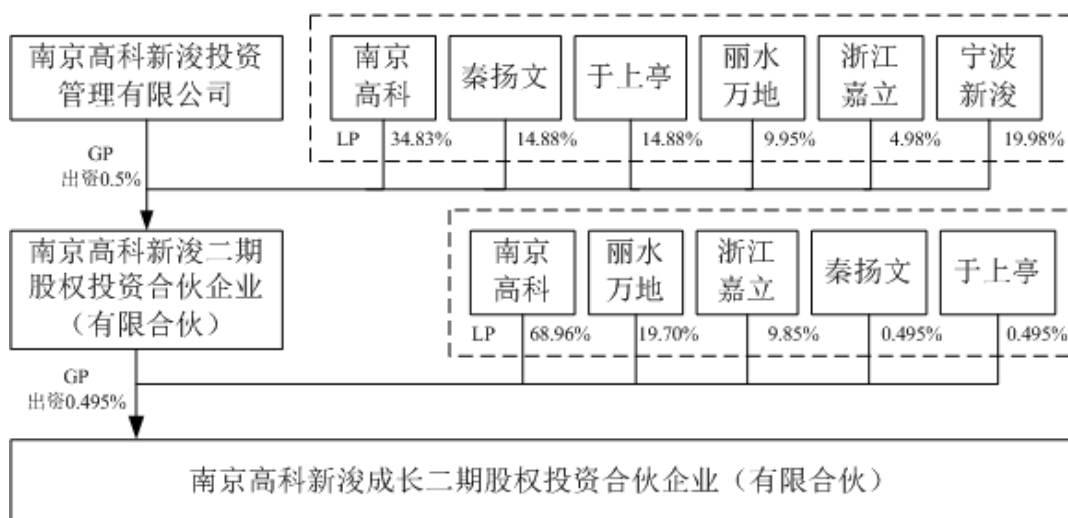 南京高科新浚投资
管理有限公司
南京
高科
秦扬文
于上亭
丽水
万地
浙江
嘉立
宁波
新浚
LP 34.83% 14.88% 14.88% 9.95% 4.98% 19.98%
GP
出资0.5%
南京高科新浚二期
股权投资合伙企业
（有限合伙）
南京
高科
丽水
万地
浙江
嘉立
秦扬文
于上亭
LP 68.96% 19.70% 9.85% 0.495% 0.495%
GP
出资0.495%
南京高科新浚成长二期股权投资合伙企业（有限合伙）